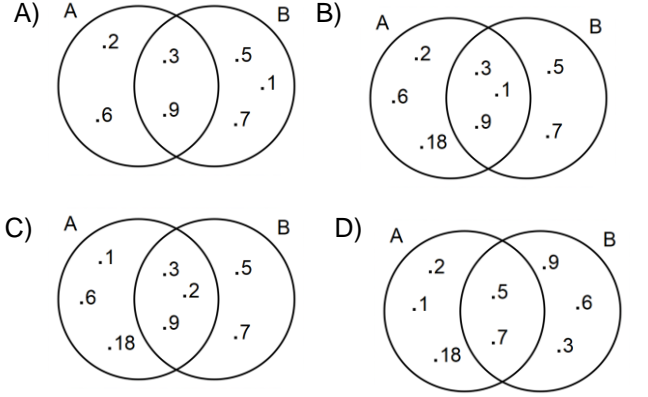 A)
A
B
.2
.3
.5
.1
.6
.9
.7
B)
A
B
.2
.3
.5
.6
.1
.9
.7
.18
C)
A
B
.1
.3
.5
.6
.2
.9
.7
.18
D)
A
B
.2
.9
.5
.1
.6
.7
.3
.18